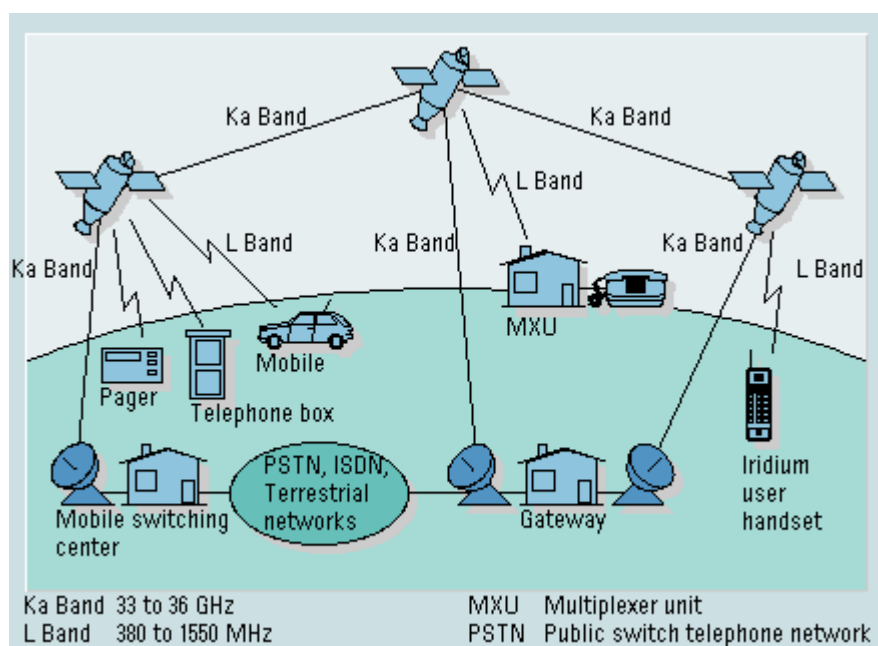 Ka Band
Ka Band
L Band
L Band
Ka Band
Ka Band
Ka Band
L Band
MXU
Mobile
Pager
Telephone box
PSTN, ISDN,
Terrestrial
networks
Mobile switching
center
Gateway
Iridium
user
handset
Ka Band 33 to 36 GHz
MXU Multiplexer unit
L Band 380 to 1550 MHz
PSTN Public switch telephone network